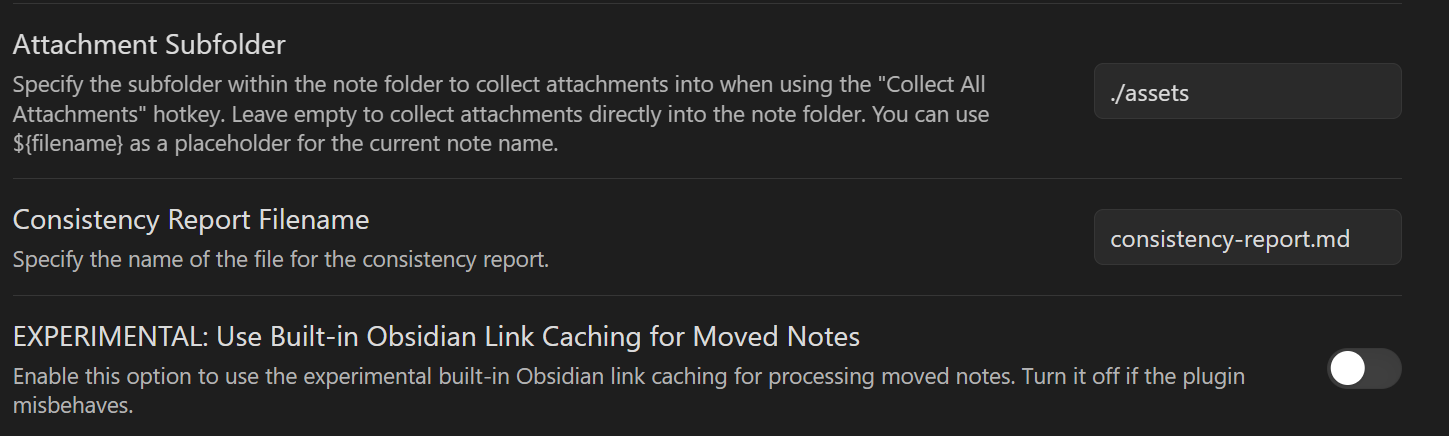 Attachment Subfolder
Specify the subfolder within the note folder to collect attachments into when using the "Collect All
Attachments" hotkey. Leave empty to collect attachments directly into the note folder. You can use
${filename} as a placeholder for the current note name.
./assets
Consistency Report Filename
Specify the name of the file for the consistency report.
consistency-report.md
EXPERIMENTAL: Use Built-in Obsidian Link Caching for Moved Notes
Enable this option to use the experimental built-in Obsidian link caching for processing moved notes. Turn it off if the plugin
misbehaves.